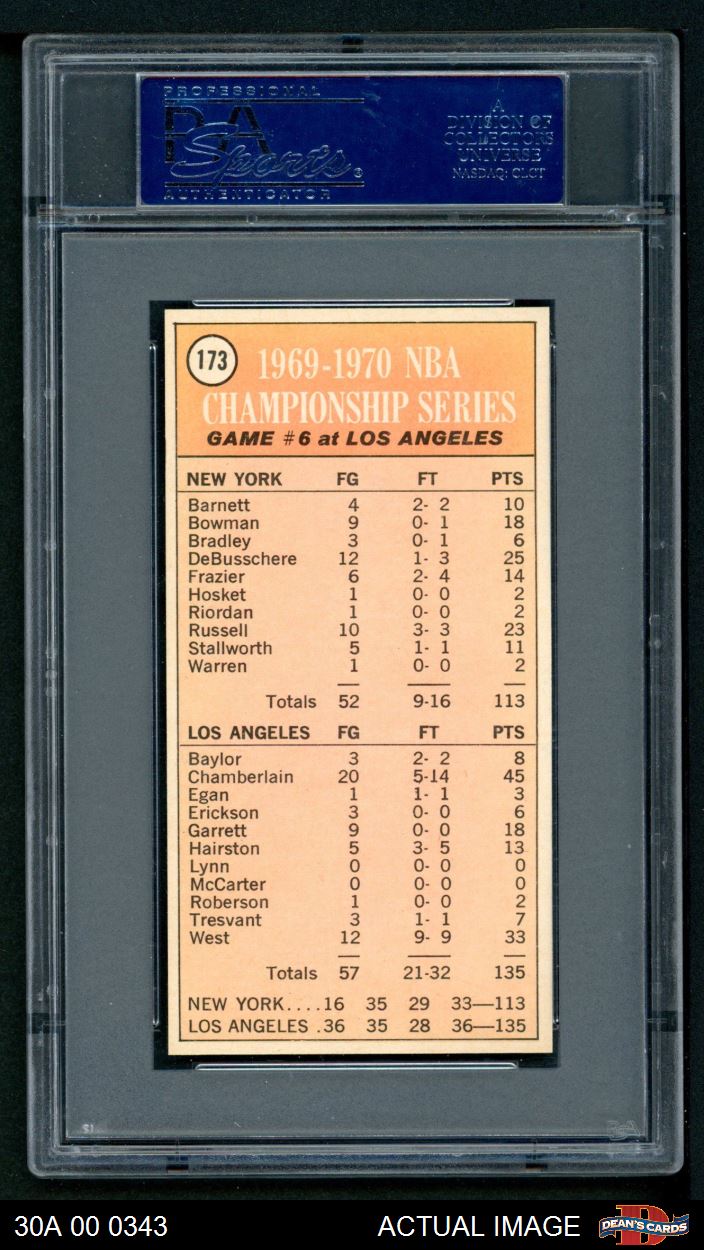 PROFESSIONAL
PSA
Sports®
AUTHENTICATOR
A
DIVISION OF
COLLECTORS
UNIVERSE
NASDAQ: CLCT
173
1969-1970 NBA
CHAMPIONSHIP SERIES
GAME #6 at LOS ANGELES
NEW YORK FG FT PTS
Barnett 4 2- 2 10
Bowman 9 0- 1 18
Bradley 3 0- 1 6
DeBusschere 12 1- 3 25
Frazier 6 2- 4 14
Hosket 1 0- 0 2
Riordan 1 0- 0 2
Russell 10 3- 3 23
Stallworth 5 1- 1 11
Warren 1 0- 0 2
Totals 52 9-16 113
LOS ANGELES FG FT PTS
Baylor 3 2- 2 8
Chamberlain 20 5-14 45
Egan 1 1- 1 3
Erickson 3 0- 0 6
Garrett 9 0- 0 18
Hairston 5 3- 5 13
Lynn 0 0- 0 0
McCarter 0 0- 0 0
Roberson 1 0- 0 2
Tresvant 3 1- 1 7
West 12 9- 9 33
Totals 57 21-32 135
NEW YORK....16 35 29 33—113
LOS ANGELES .36 35 28 36—135
PSA
30A 00 0343 ACTUAL IMAGE D DEAN'S CARDS